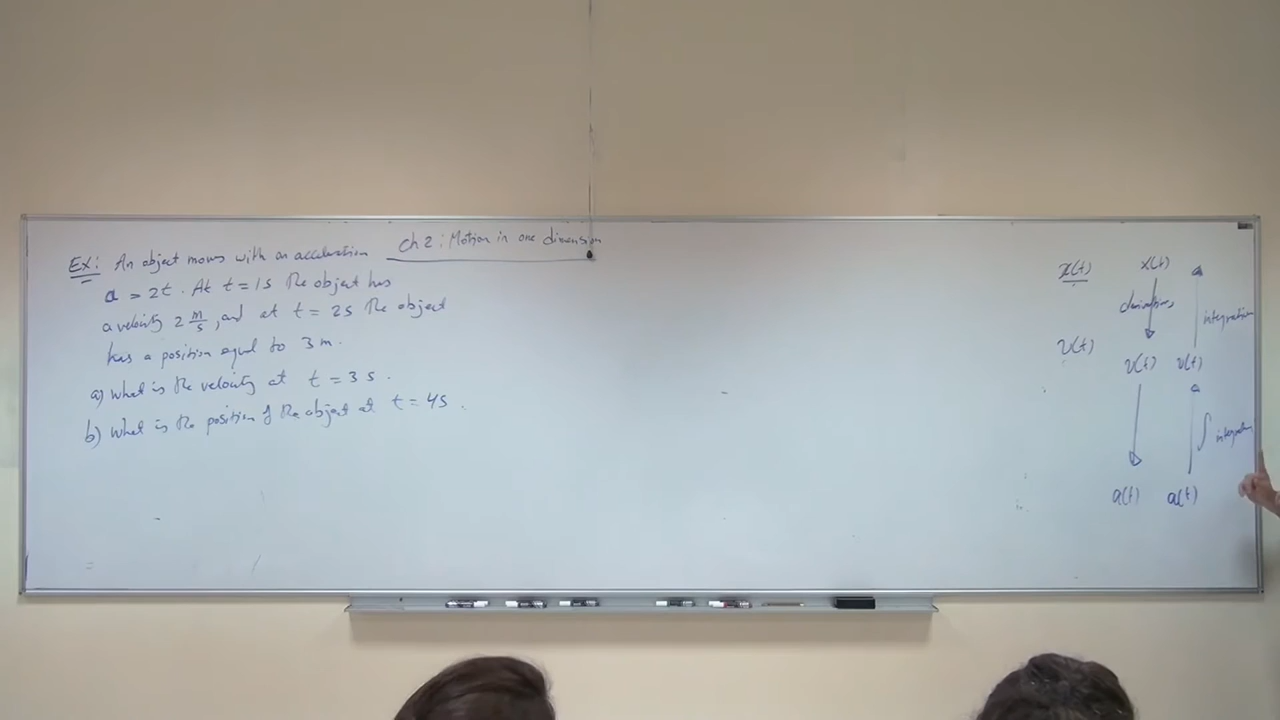 Ch 2 : Motion in one dimension
Ex: An object moves with an acceleration
a = 2t . At t = 1s the object has
a velocity 2 m/s, and at t = 2s the object
has a position equal to 3 m.
a) What is the velocity at t = 3 s .
b) What is the position of the object at t = 4s .
x(t) x(t)
derivations
integration
v(t) v(t) v(t)
∫ integration
a(t) a(t)